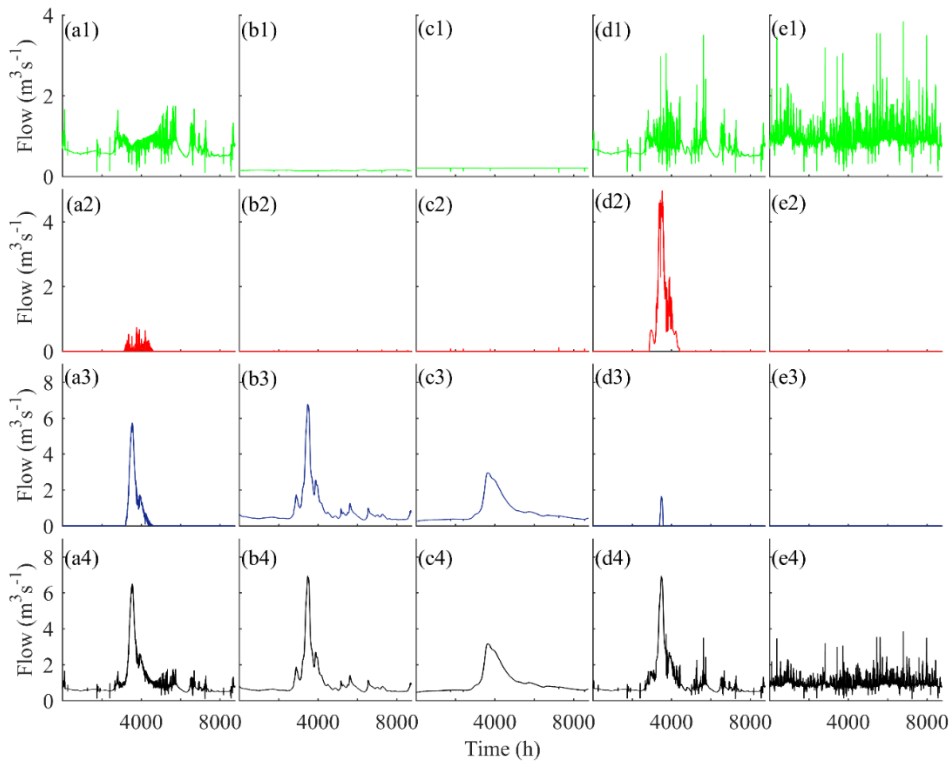 (a1) (b1) (c1) (d1) (e1)
4
2
0
Flow (m³s⁻¹)
(a2) (b2) (c2) (d2) (e2)
4
2
0
Flow (m³s⁻¹)
(a3) (b3) (c3) (d3) (e3)
8
6
4
2
0
Flow (m³s⁻¹)
(a4) (b4) (c4) (d4) (e4)
8
6
4
2
0
Flow (m³s⁻¹)
4000 8000 4000 8000 4000 8000 4000 8000 4000 8000
Time (h)